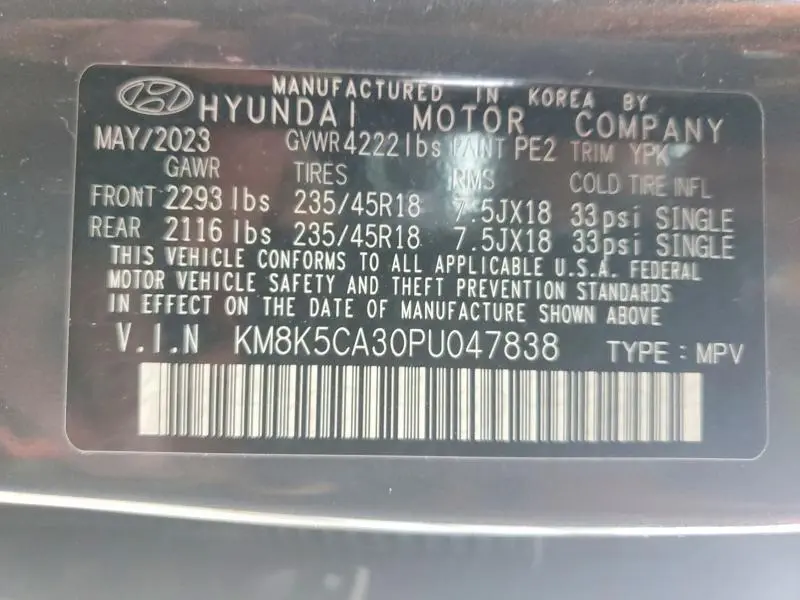 MANUFACTURED IN KOREA BY
HYUNDAI MOTOR COMPANY
MAY/2023 GVWR 4222 lbs PAINT PE2 TRIM YPK
GAWR TIRES RIMS COLD TIRE INFL
FRONT 2293 lbs 235/45R18 7.5JX18 33psi SINGLE
REAR 2116 lbs 235/45R18 7.5JX18 33psi SINGLE
THIS VEHICLE CONFORMS TO ALL APPLICABLE U.S.A. FEDERAL
MOTOR VEHICLE SAFETY AND THEFT PREVENTION STANDARDS
IN EFFECT ON THE DATE OF MANUFACTURE SHOWN ABOVE
V.I.N KM8K5CA30PU047838 TYPE : MPV